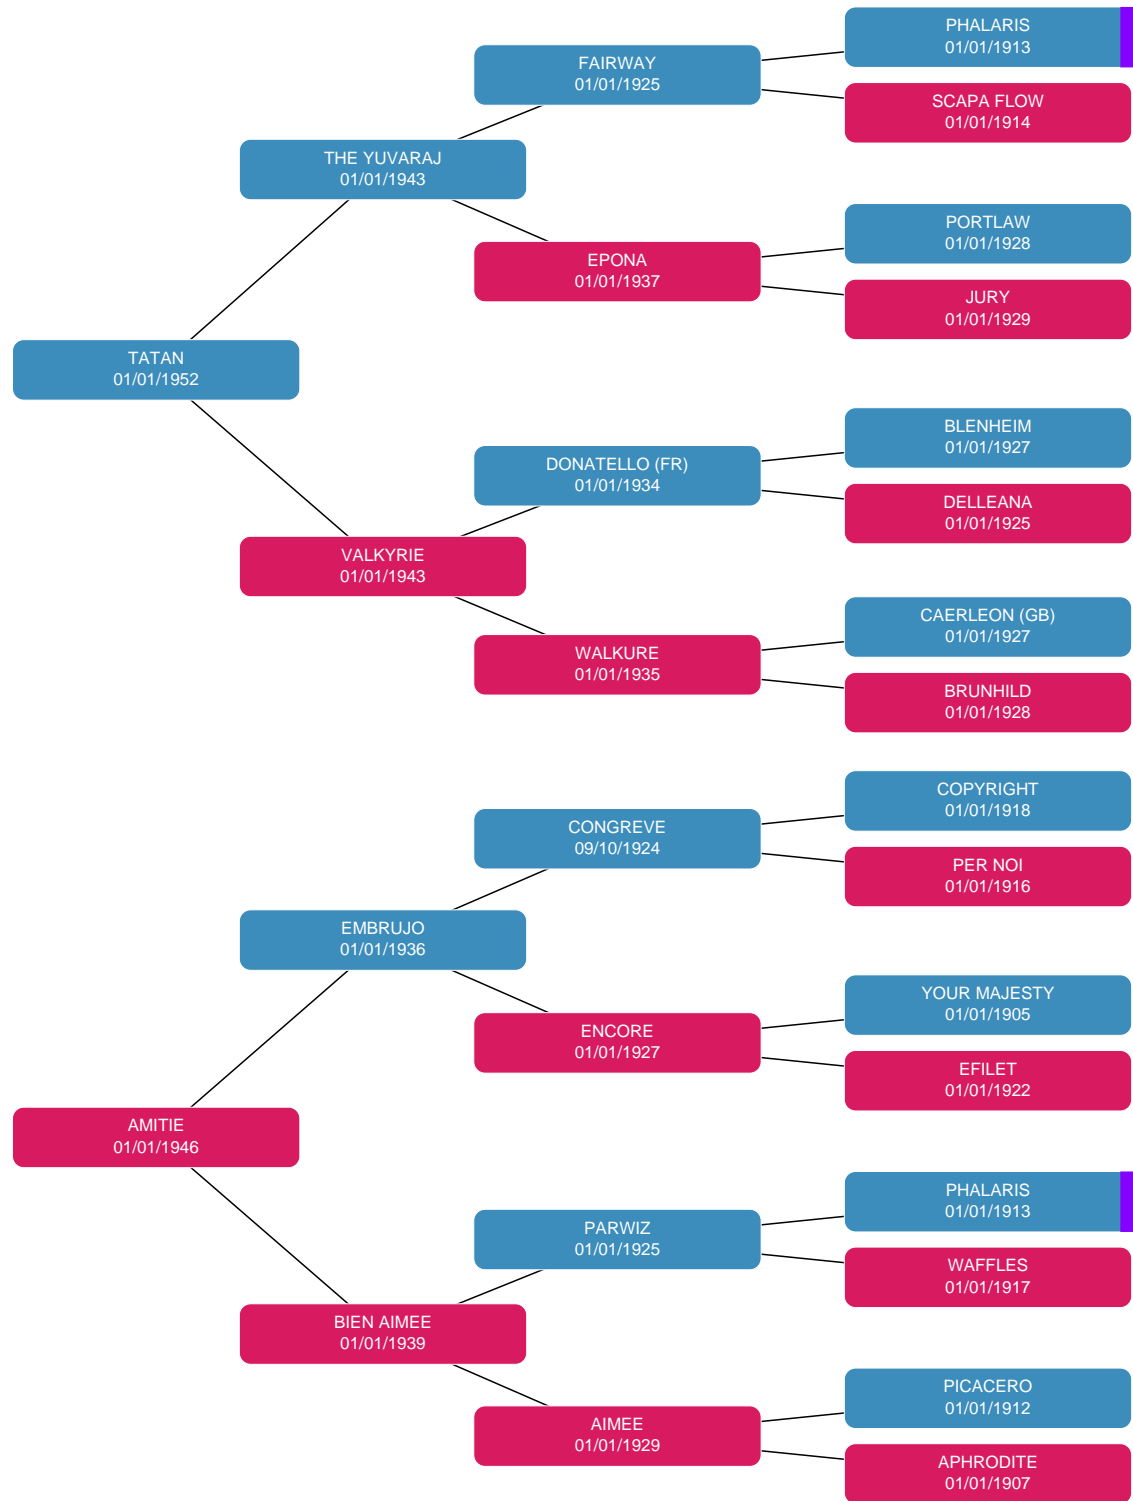 PHALARIS
01/01/1913
FAIRWAY
01/01/1925
SCAPA FLOW
01/01/1914
THE YUVARAJ
01/01/1943
PORTLAW
01/01/1928
EPONA
01/01/1937
JURY
01/01/1929
TATAN
01/01/1952
BLENHEIM
01/01/1927
DONATELLO (FR)
01/01/1934
DELLEANA
01/01/1925
VALKYRIE
01/01/1943
CAERLEON (GB)
01/01/1927
WALKURE
01/01/1935
BRUNHILD
01/01/1928
COPYRIGHT
01/01/1918
CONGREVE
09/10/1924
PER NOI
01/01/1916
EMBRUJO
01/01/1936
YOUR MAJESTY
01/01/1905
ENCORE
01/01/1927
EFILET
01/01/1922
AMITIE
01/01/1946
PHALARIS
01/01/1913
PARWIZ
01/01/1925
WAFFLES
01/01/1917
BIEN AIMEE
01/01/1939
PICACERO
01/01/1912
AIMEE
01/01/1929
APHRODITE
01/01/1907